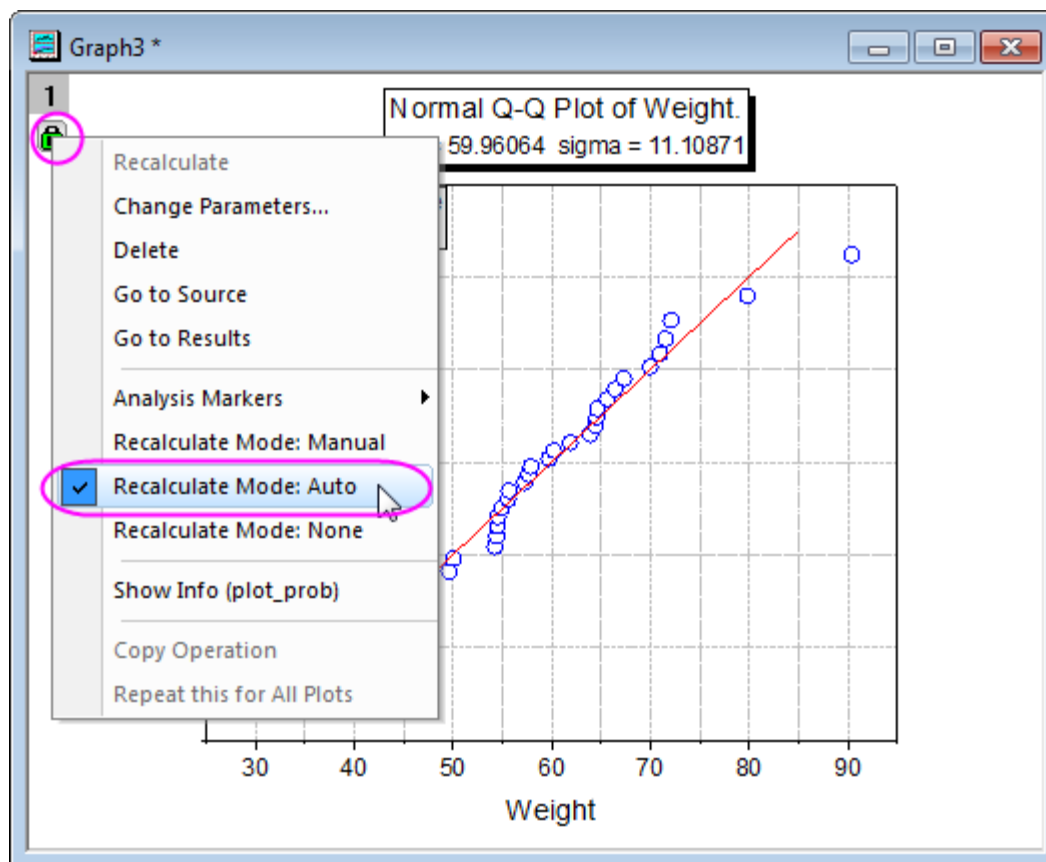 Graph3 *
1
Normal Q-Q Plot of Weight.
= 59.96064 sigma = 11.10871
Recalculate
Change Parameters...
Delete
Go to Source
Go to Results
Analysis Markers
Recalculate Mode: Manual
Recalculate Mode: Auto
Recalculate Mode: None
Show Info (plot_prob)
Copy Operation
Repeat this for All Plots
30 40 50 60 70 80 90
Weight